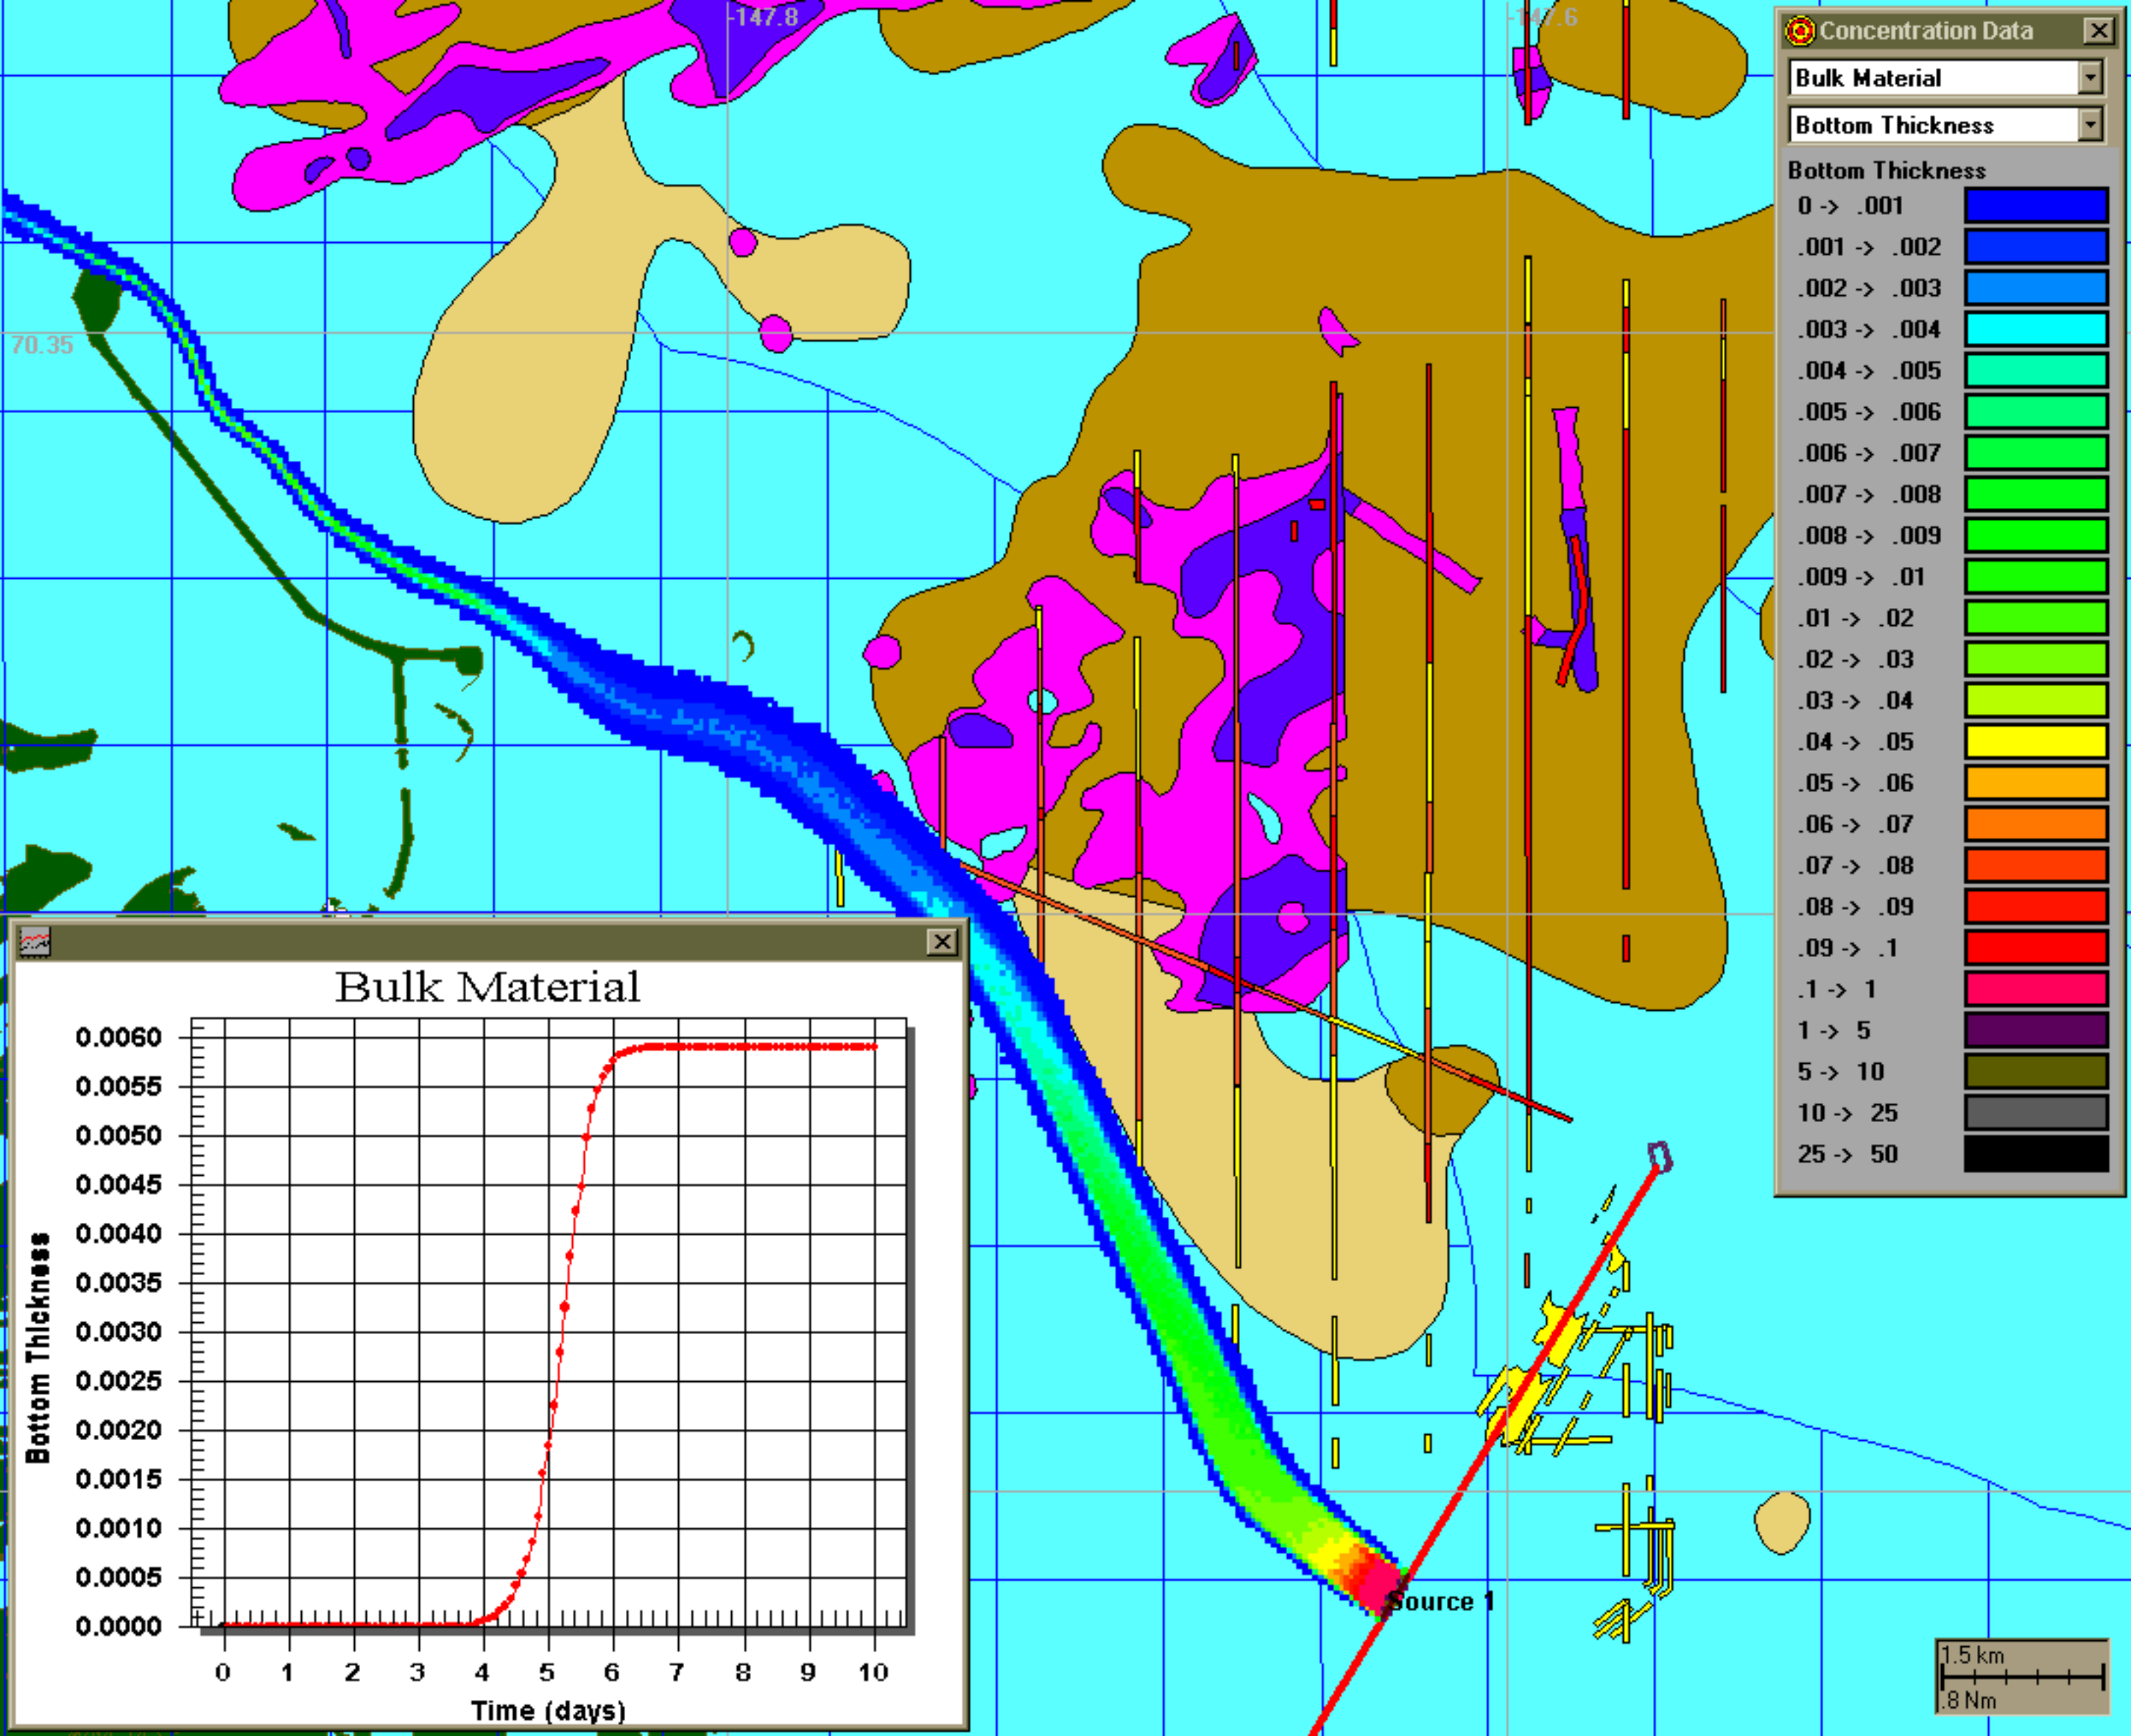 -147.8
-147.6
70.35
Concentration Data
Bulk Material
Bottom Thickness
Bottom Thickness
0 -> .001
.001 -> .002
.002 -> .003
.003 -> .004
.004 -> .005
.005 -> .006
.006 -> .007
.007 -> .008
.008 -> .009
.009 -> .01
.01 -> .02
.02 -> .03
.03 -> .04
.04 -> .05
.05 -> .06
.06 -> .07
.07 -> .08
.08 -> .09
.09 -> .1
.1 -> 1
1 -> 5
5 -> 10
10 -> 25
25 -> 50
Bulk Material
Bottom Thickness
0.0060
0.0055
0.0050
0.0045
0.0040
0.0035
0.0030
0.0025
0.0020
0.0015
0.0010
0.0005
0.0000
0 1 2 3 4 5 6 7 8 9 10
Time (days)
Source 1
1.5 km
.8 Nm